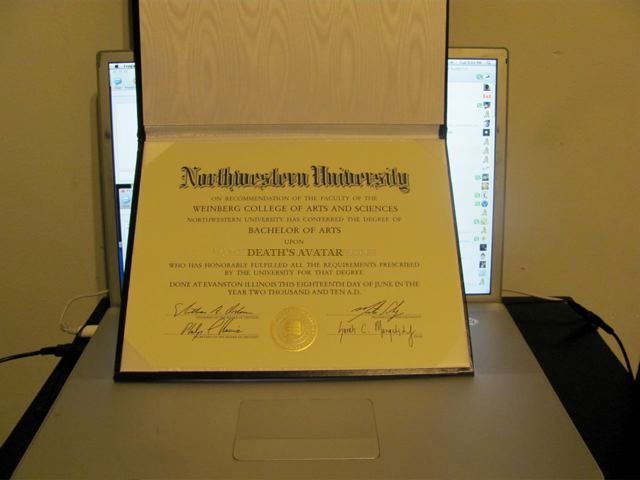 Northwestern University
ON RECOMMENDATION OF THE FACULTY OF THE
WEINBERG COLLEGE OF ARTS AND SCIENCES
NORTHWESTERN UNIVERSITY HAS CONFERRED THE DEGREE OF
BACHELOR OF ARTS
UPON
DEATH'S AVATAR
WHO HAS HONORABLY FULFILLED ALL THE REQUIREMENTS PRESCRIBED
BY THE UNIVERSITY FOR THAT DEGREE
DONE AT EVANSTON ILLINOIS THIS EIGHTEENTH DAY OF JUNE IN THE
YEAR TWO THOUSAND AND TEN A.D.